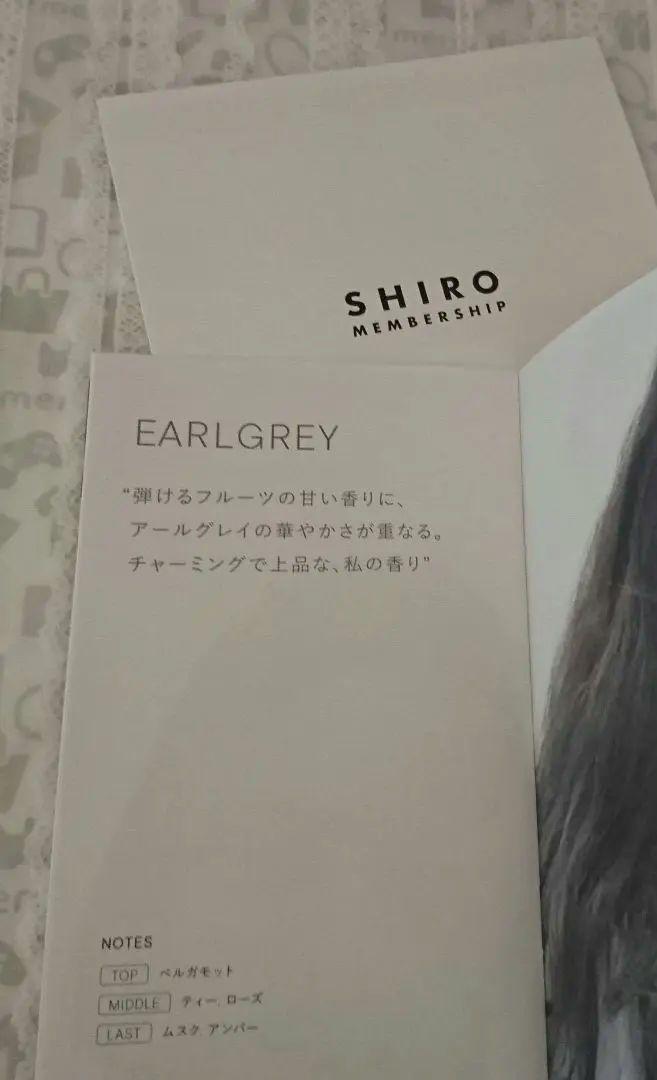 SHIRO
MEMBERSHIP
EARLGREY
“弾けるフルーツの甘い香りに、
アールグレイの華やかさが重なる。
チャーミングで上品な、私の香り”
NOTES
TOP ベルガモット
MIDDLE ティー, ローズ
LAST ムスク, アンバー